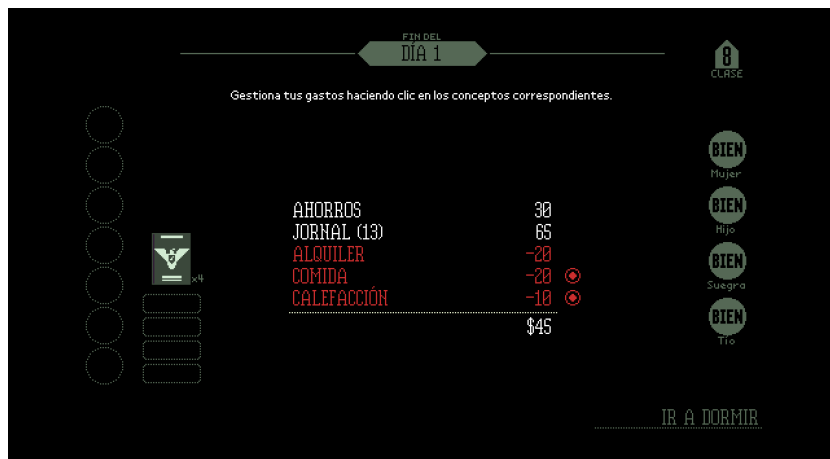 FIN DEL
DÍA 1
8
CLASE
Gestiona tus gastos haciendo clic en los conceptos correspondientes.
BIEN
Mujer
AHORROS 30
BIEN
Hijo
JORNAL (13) 65
ALQUILER -20
BIEN
COMIDA -20
x4
Suegra
CALEFACCIÓN -10
BIEN
$45
Tío
IR A DORMIR